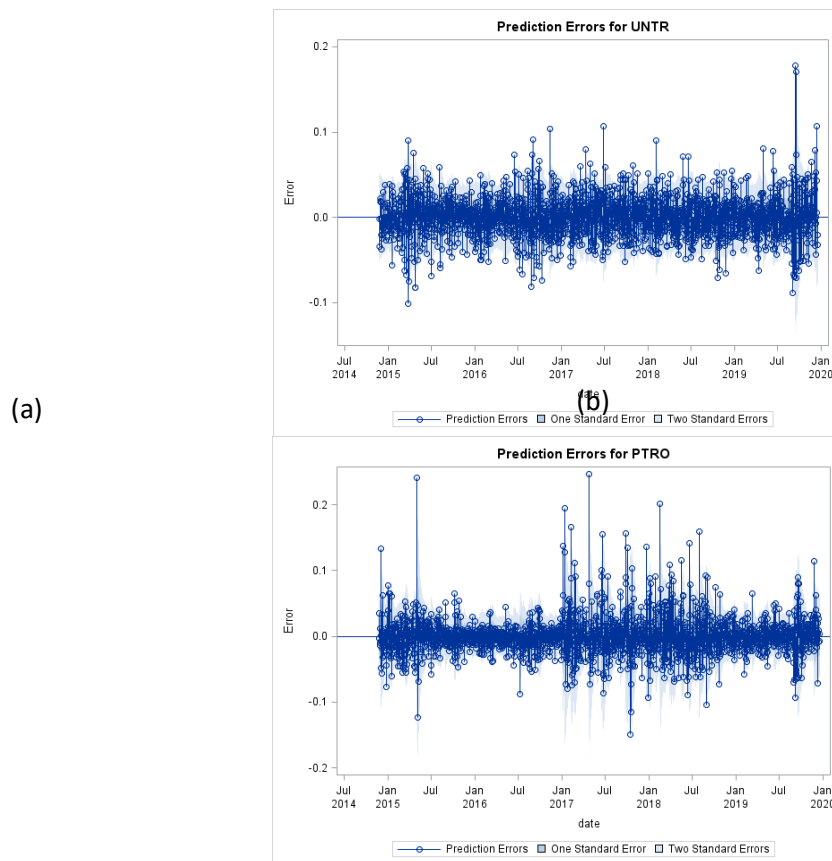 Prediction Errors for UNTR
0.2
0.1
0.0
-0.1
Error
Jul Jan Jul Jan Jul Jan Jul Jan Jul Jan Jul Jan
2014 2015 2016 2017 2018 2019 2020
date
(a)
(b)
Prediction Errors One Standard Error Two Standard Errors
Prediction Errors for PTRO
0.2
0.1
0.0
-0.1
-0.2
Error
Jul Jan Jul Jan Jul Jan Jul Jan Jul Jan Jul Jan
2014 2015 2016 2017 2018 2019 2020
date
Prediction Errors One Standard Error Two Standard Errors